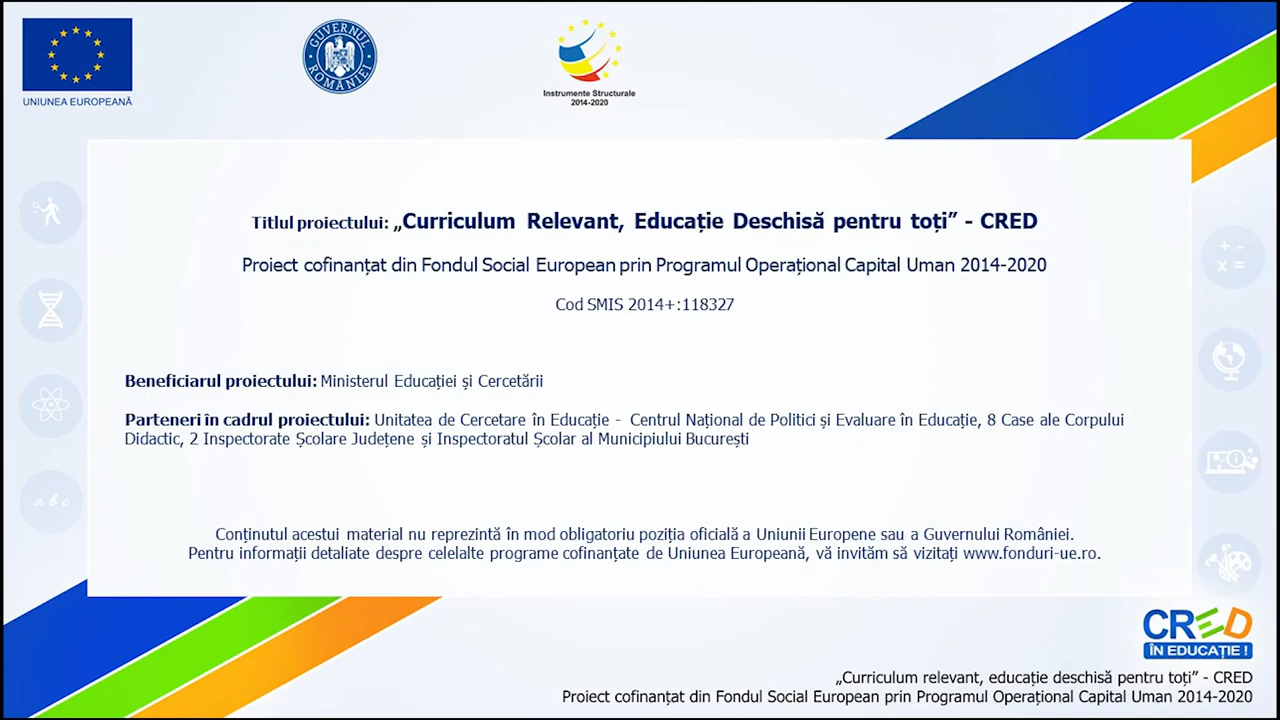 UNIUNEA EUROPEANĂ
GUVERNUL ROMÂNIEI
Instrumente Structurale
2014-2020
Titlul proiectului: „Curriculum Relevant, Educație Deschisă pentru toți” - CRED
Proiect cofinanțat din Fondul Social European prin Programul Operațional Capital Uman 2014-2020
Cod SMIS 2014+:118327
+ -
x =
Beneficiarul proiectului: Ministerul Educației și Cercetării
Parteneri în cadrul proiectului: Unitatea de Cercetare în Educație - Centrul Național de Politici și Evaluare în Educație, 8 Case ale Corpului
Didactic, 2 Inspectorate Școlare Județene și Inspectoratul Școlar al Municipiului București
a b c
Conținutul acestui material nu reprezintă în mod obligatoriu poziția oficială a Uniunii Europene sau a Guvernului României.
Pentru informații detaliate despre celelalte programe cofinanțate de Uniunea Europeană, vă invităm să vizitați www.fonduri-ue.ro.
CRED
ÎN EDUCAȚIE !
„Curriculum relevant, educație deschisă pentru toți” - CRED
Proiect cofinanțat din Fondul Social European prin Programul Operațional Capital Uman 2014-2020